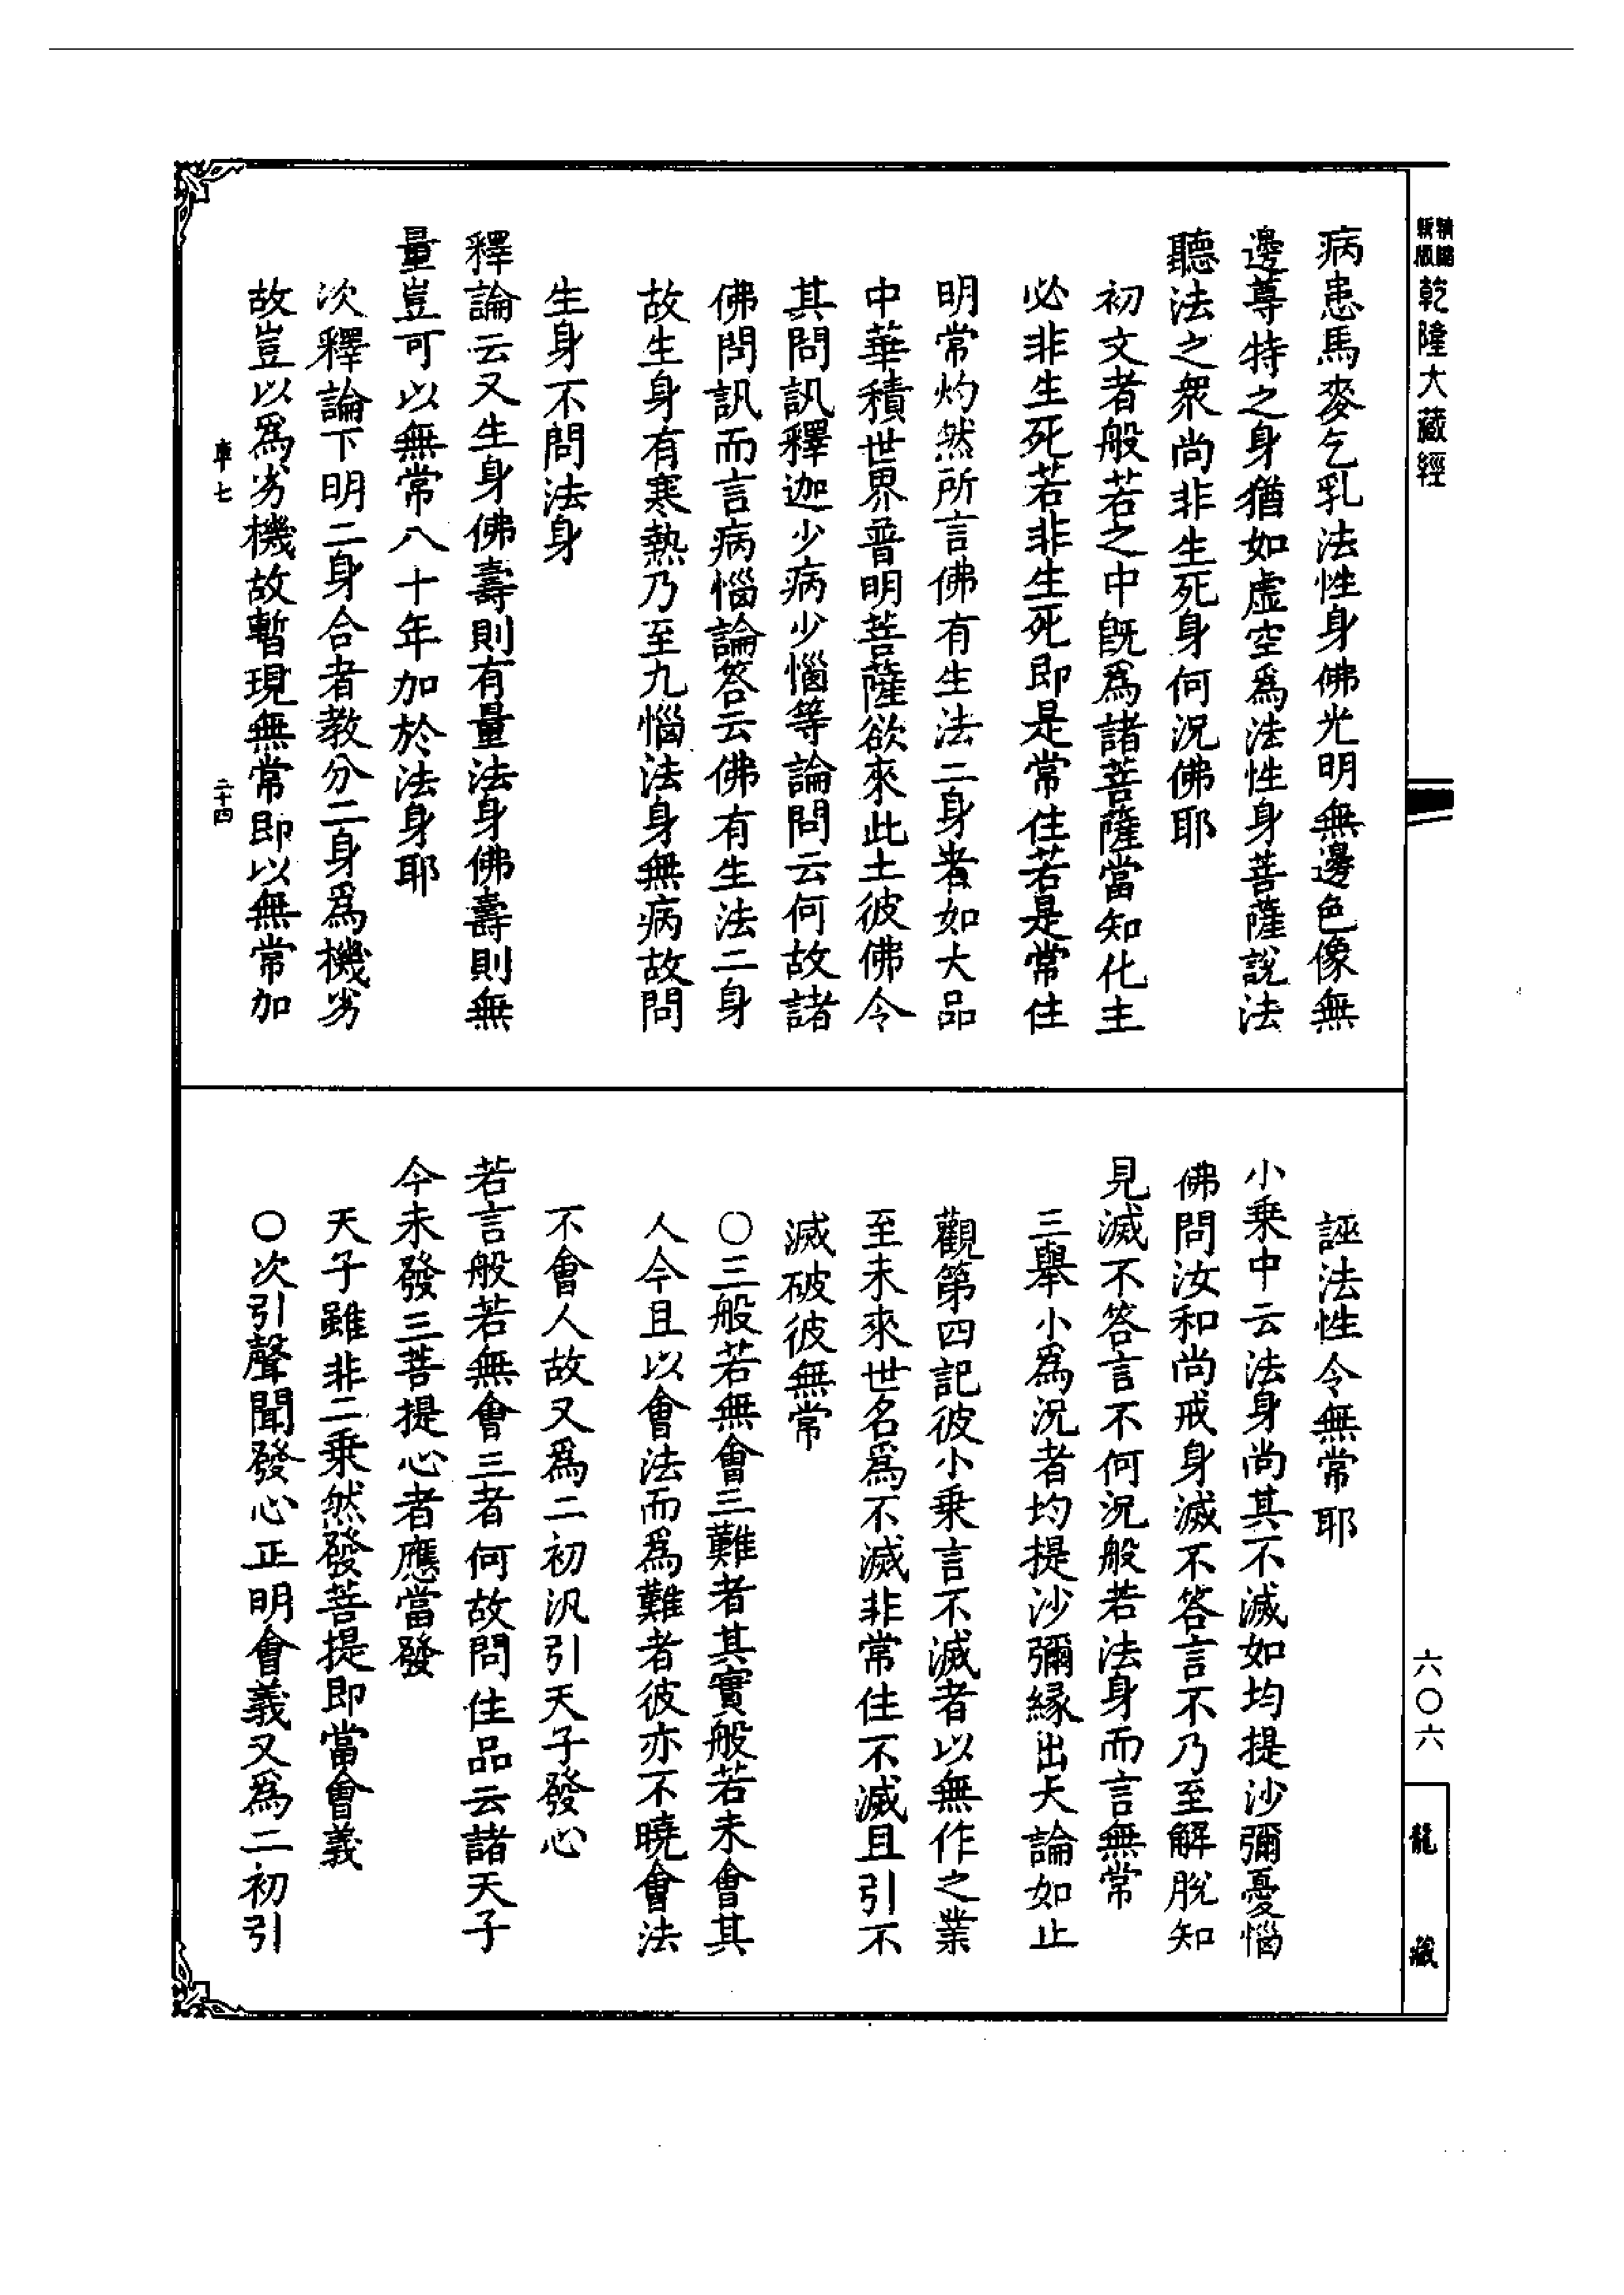 精縮
新版
乾隆大藏經
病患馬麥乞乳法性身佛光明無邊色像無
邊尊特之身猶如虛空爲法性身菩薩說法
聽法之衆尚非生死身何況佛耶
初文者般若之中旣爲諸菩薩當知化主
必非生死若非生死即是常住若是常住
明常灼然所言佛有生法二身者如大品
中華積世界普明菩薩欲來此土彼佛令
其問訊釋迦少病少惱等論問云何故諸
佛問訊而言病惱論答云佛有生法二身
故生身有寒熱乃至九惱法身無病故問
生身不問法身
釋論云又生身佛壽則有量法身佛壽則無
量豈可以無常八十年加於法身耶
次釋論下明二身合者教分二身爲機劣
故豈以爲劣機故暫現無常即以無常加
車七 二十四
誣法性令無常耶
小乘中云法身尚其不滅如均提沙彌憂惱
佛問汝和尚戒身滅不答言不乃至解脫知
見滅不答言不何況般若法身而言無常
三舉小爲況者均提沙彌緣出大論如止
觀第四記彼小乘言不滅者以無作之業
至未來世名爲不滅非常住不滅且引不
滅破彼無常
○三般若無會三難者其實般若未會其
人今且以會法而爲難者彼亦不曉會法
不會人故又爲二初汎引天子發心
若言般若無會三者何故問住品云諸天子
今未發三菩提心者應當發
天子雖非二乘然發菩提即當會義
○次引聲聞發心正明會義又爲二初引
六〇六
龍藏